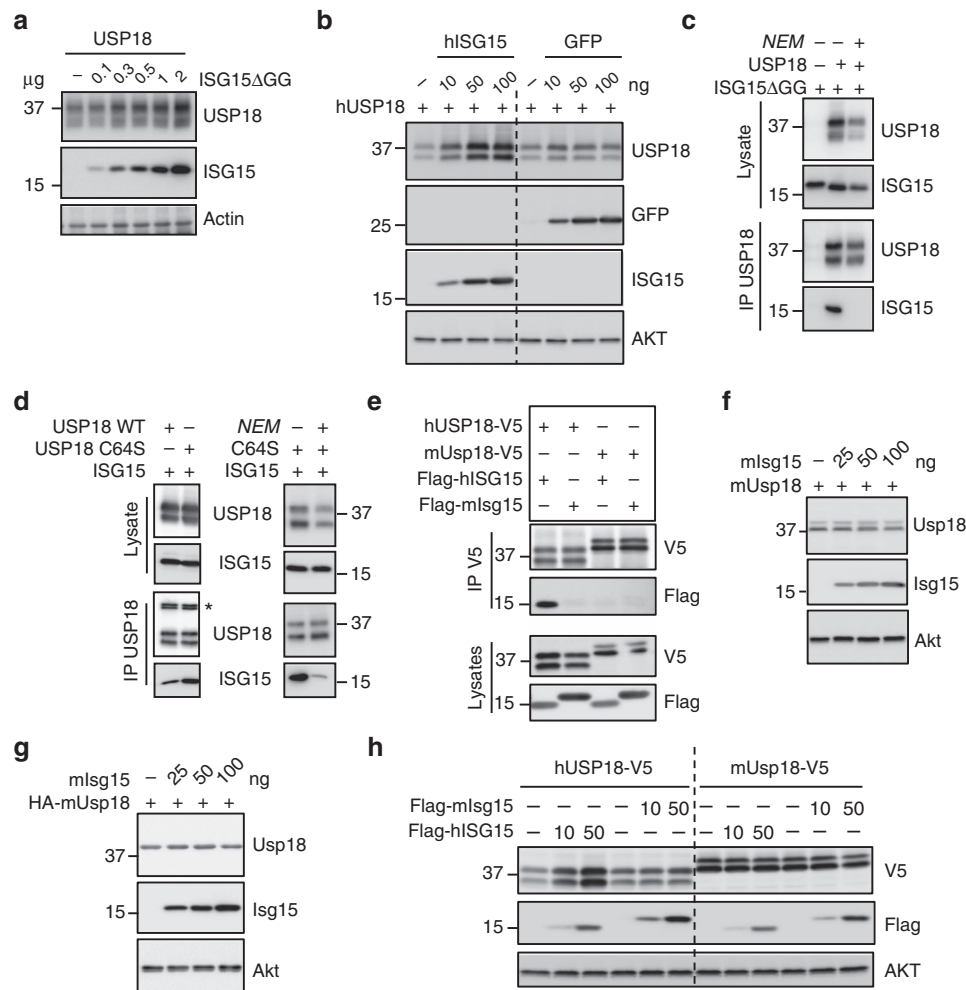 a
USP18
μg – 0.1 0.3 0.5 1 2 ISG15ΔGG
37 USP18
15 ISG15
Actin
b
hISG15 GFP
– 10 50 100 – 10 50 100 ng
hUSP18 + + + + + + + +
37 USP18
25 GFP
15 ISG15
AKT
c
NEM – – +
USP18 – + +
ISG15ΔGG + + +
Lysate
37 USP18
15 ISG15
IP USP18
37 USP18
15 ISG15
d
USP18 WT + –
USP18 C64S – +
ISG15 + +
NEM – +
C64S + +
ISG15 + +
Lysate
USP18 37
ISG15 15
IP USP18
* USP18 37
ISG15 15
e
hUSP18-V5 + + – –
mUsp18-V5 – – + +
Flag-hISG15 + – + –
Flag-mIsg15 – + – +
IP V5
37 V5
15 Flag
Lysates
37 V5
15 Flag
f
mIsg15 – 25 50 100 ng
mUsp18 + + + +
37 Usp18
15 Isg15
Akt
g
mIsg15 – 25 50 100 ng
HA-mUsp18 + + + +
37 Usp18
15 Isg15
Akt
h
hUSP18-V5 mUsp18-V5
Flag-mIsg15 – – – – 10 50 – – – – 10 50
Flag-hISG15 – 10 50 – – – – 10 50 – – –
37 V5
15 Flag
AKT